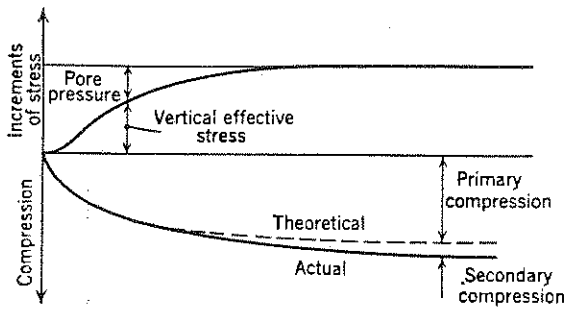 Increments
of stress
Pore
pressure
Vertical effective
stress
Compression
Theoretical
Actual
Primary
compression
Secondary
compression